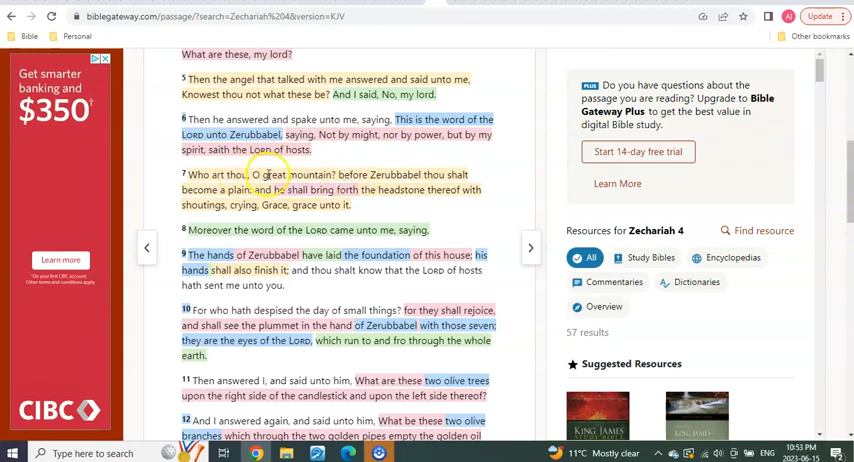 biblegateway.com/passage/?search=Zechariah%204&version=KJV
AI
Update
Bible
Personal
Other bookmarks
Get smarter
banking and
$350†
Learn more
CIBC
What are these, my lord?
5 Then the angel that talked with me answered and said unto me,
Knowest thou not what these be? And I said, No, my lord.
6 Then he answered and spake unto me, saying, This is the word of the
LORD unto Zerubbabel, saying, Not by might, nor by power, but by my
spirit, saith the LORD of hosts.
7 Who art thou, O great mountain? before Zerubbabel thou shalt
become a plain: and he shall bring forth the headstone thereof with
shoutings, crying, Grace, grace unto it.
8 Moreover the word of the LORD came unto me, saying,
9 The hands of Zerubbabel have laid the foundation of this house; his
hands shall also finish it; and thou shalt know that the LORD of hosts
hath sent me unto you.
10 For who hath despised the day of small things? for they shall rejoice,
and shall see the plummet in the hand of Zerubbabel with those seven;
they are the eyes of the LORD, which run to and fro through the whole
earth.
11 Then answered I, and said unto him, What are these two olive trees
upon the right side of the candlestick and upon the left side thereof?
12 And I answered again, and said unto him, What be these two olive
branches which through the two golden pipes empty the golden oil
PLUS Do you have questions about the
passage you are reading? Upgrade to Bible
Gateway Plus to get the best value in
digital Bible study.
Start 14-day free trial
Learn More
Resources for Zechariah 4
Find resource
All
Study Bibles
Encyclopedias
Commentaries
Dictionaries
Overview
57 results
Suggested Resources
KING JAMES
Type here to search
11°C Mostly clear
ENG
10:53 PM
2023-06-15